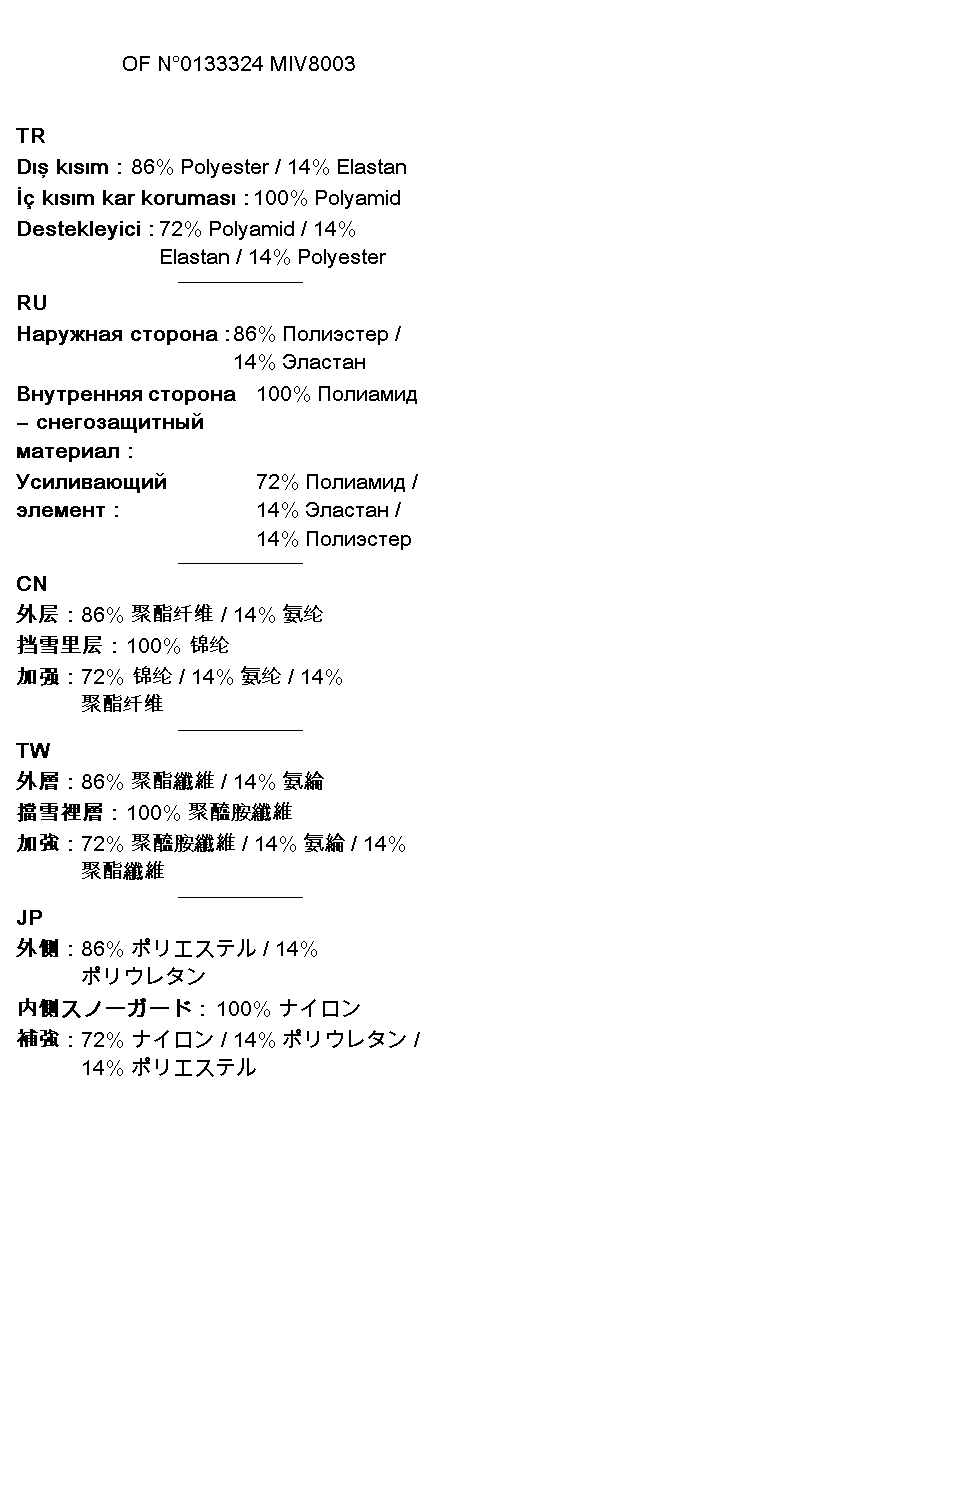 OF N°0133324 MIV8003
TR
Dış kısım : 86% Polyester / 14% Elastan
İç kısım kar koruması : 100% Polyamid
Destekleyici : 72% Polyamid / 14%
Elastan / 14% Polyester
RU
Наружная сторона : 86% Полиэстер /
14% Эластан
Внутренняя сторона 100% Полиамид
– снегозащитный
материал :
Усиливающий 72% Полиамид /
элемент : 14% Эластан /
14% Полиэстер
CN
外层 : 86% 聚酯纤维 / 14% 氨纶
挡雪里层 : 100% 锦纶
加强 : 72% 锦纶 / 14% 氨纶 / 14%
聚酯纤维
TW
外層 : 86% 聚酯纖維 / 14% 氨綸
擋雪裡層 : 100% 聚醯胺纖維
加強 : 72% 聚醯胺纖維 / 14% 氨綸 / 14%
聚酯纖維
JP
外側 : 86% ポリエステル / 14%
ポリウレタン
内側スノーガード : 100% ナイロン
補強 : 72% ナイロン / 14% ポリウレタン /
14% ポリエステル